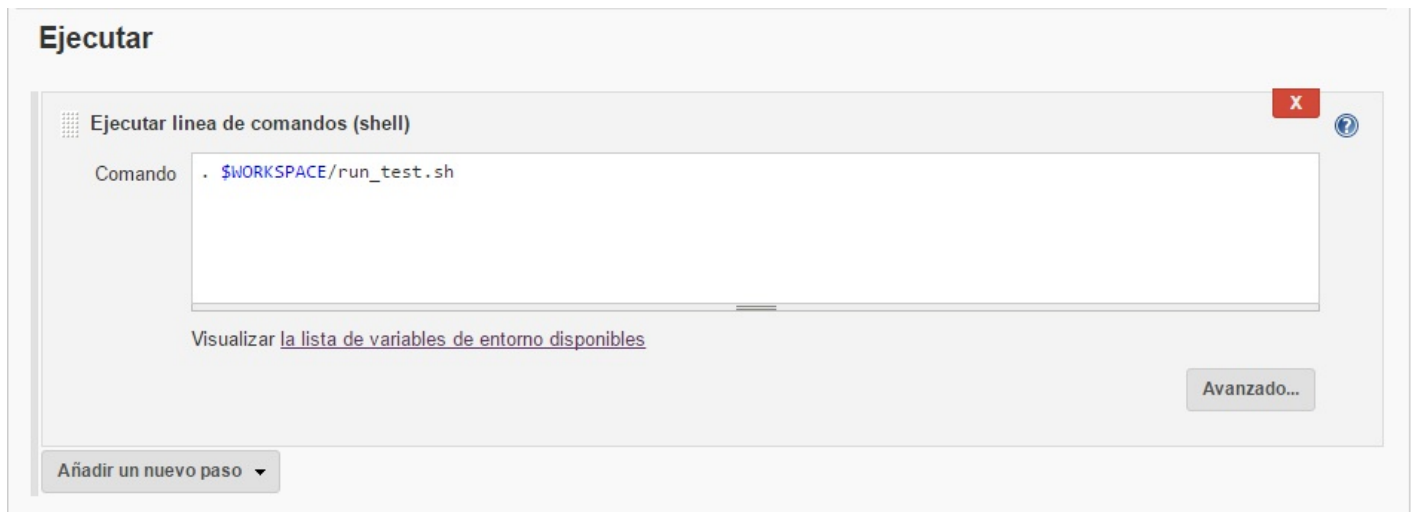 Ejecutar
X
Ejecutar linea de comandos (shell)
?
Comando
. $WORKSPACE/run_test.sh
Visualizar la lista de variables de entorno disponibles
Avanzado...
Añadir un nuevo paso